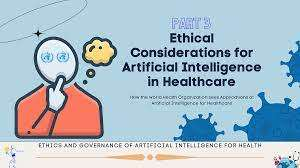 PART 3
Ethical
Considerations for
Artificial Intelligence
in Healthcare
How the World Health Organization sees Applications of
Artificial Intelligence for Healthcare
ETHICS AND GOVERNANCE OF ARTIFICIAL INTELLIGENCE FOR HEALTH